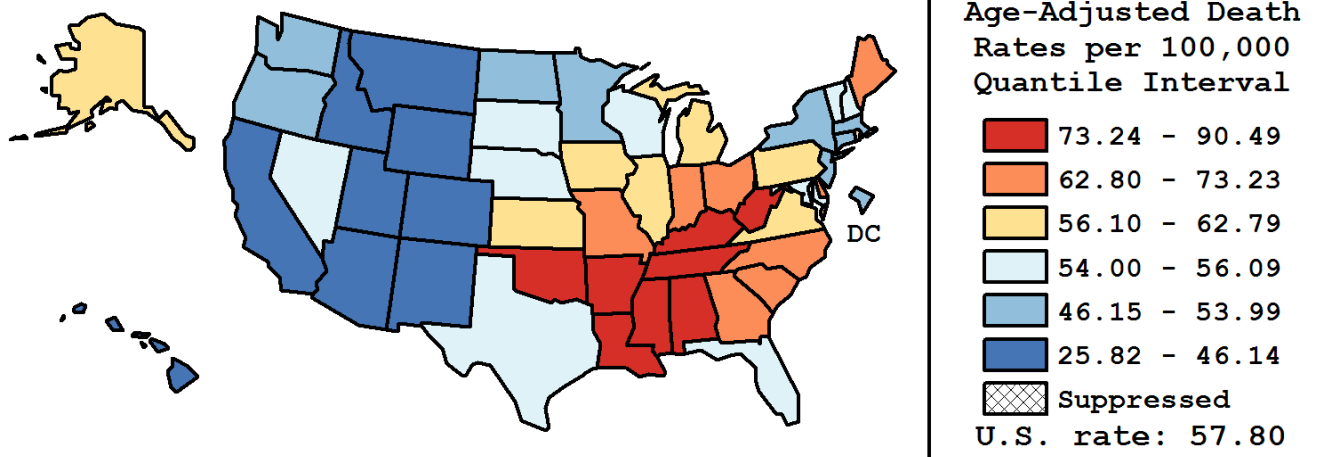 Age-Adjusted Death
Rates per 100,000
Quantile Interval
73.24 - 90.49
62.80 - 73.23
56.10 - 62.79
54.00 - 56.09
46.15 - 53.99
25.82 - 46.14
Suppressed
U.S. rate: 57.80
DC